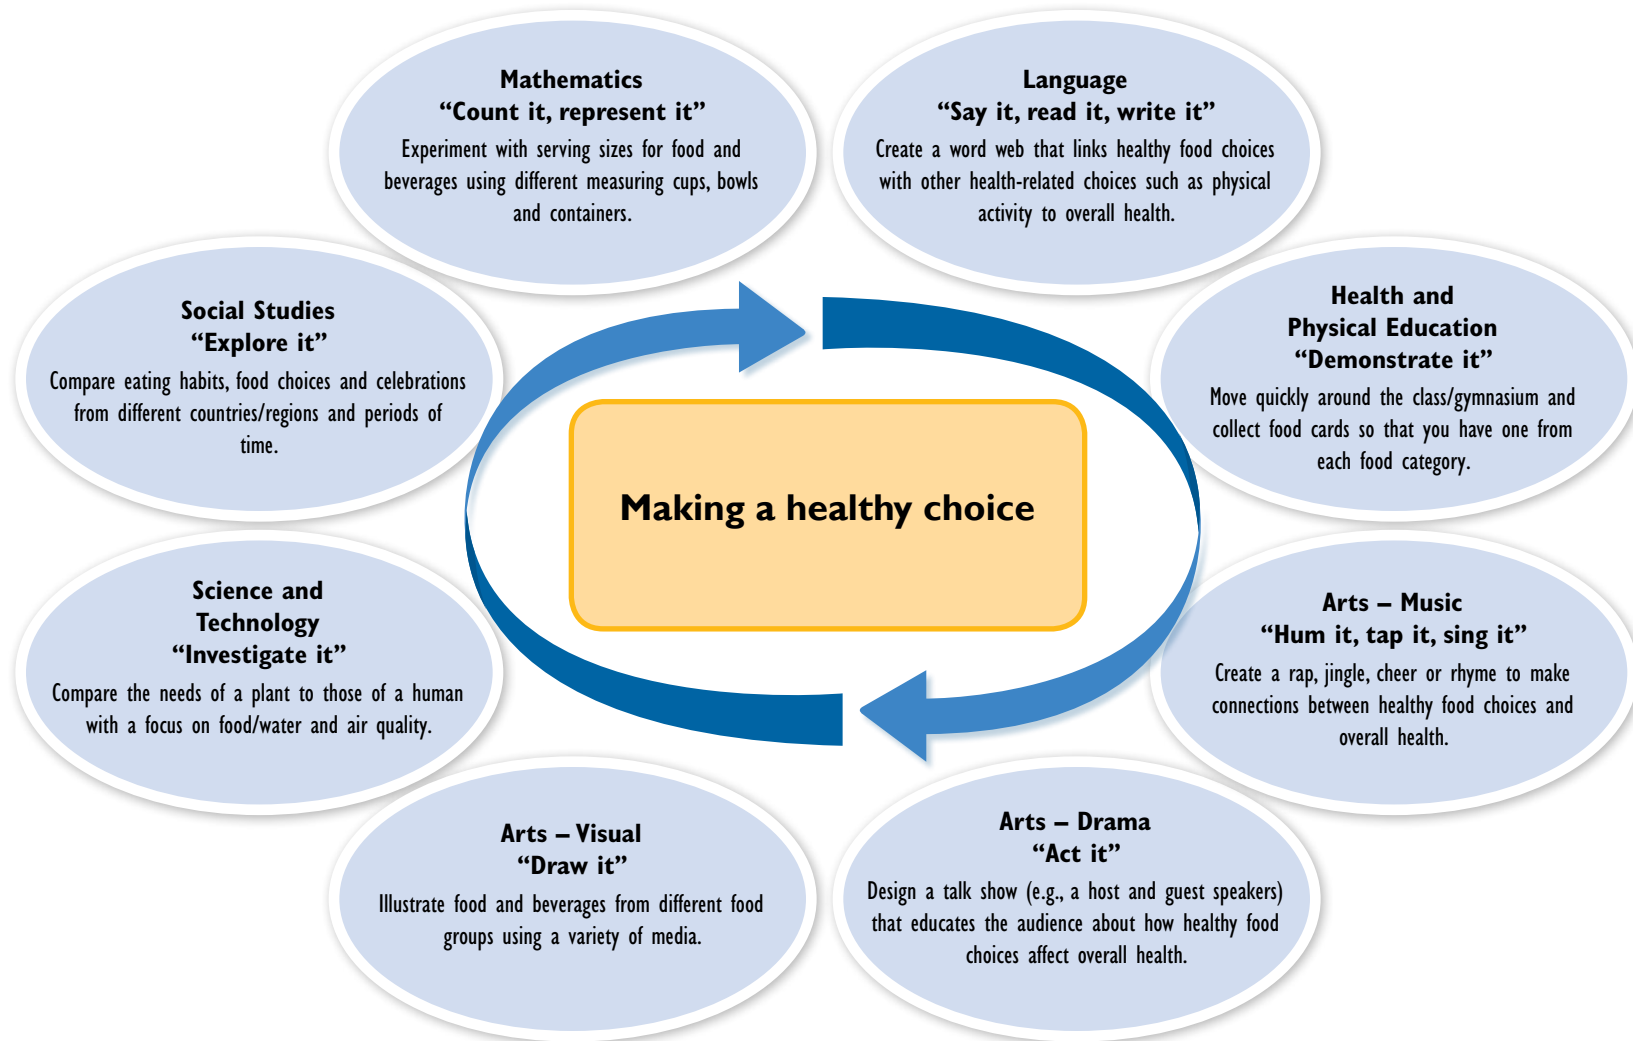 Mathematics
“Count it, represent it”
Experiment with serving sizes for food and
beverages using different measuring cups, bowls
and containers.
Language
“Say it, read it, write it”
Create a word web that links healthy food choices
with other health-related choices such as physical
activity to overall health.
Social Studies
“Explore it”
Compare eating habits, food choices and celebrations
from different countries/regions and periods of
time.
Health and
Physical Education
“Demonstrate it”
Move quickly around the class/gymnasium and
collect food cards so that you have one from
each food category.
Making a healthy choice
Science and
Technology
“Investigate it”
Compare the needs of a plant to those of a human
with a focus on food/water and air quality.
Arts – Music
“Hum it, tap it, sing it”
Create a rap, jingle, cheer or rhyme to make
connections between healthy food choices and
overall health.
Arts – Visual
“Draw it”
Illustrate food and beverages from different food
groups using a variety of media.
Arts – Drama
“Act it”
Design a talk show (e.g., a host and guest speakers)
that educates the audience about how healthy food
choices affect overall health.